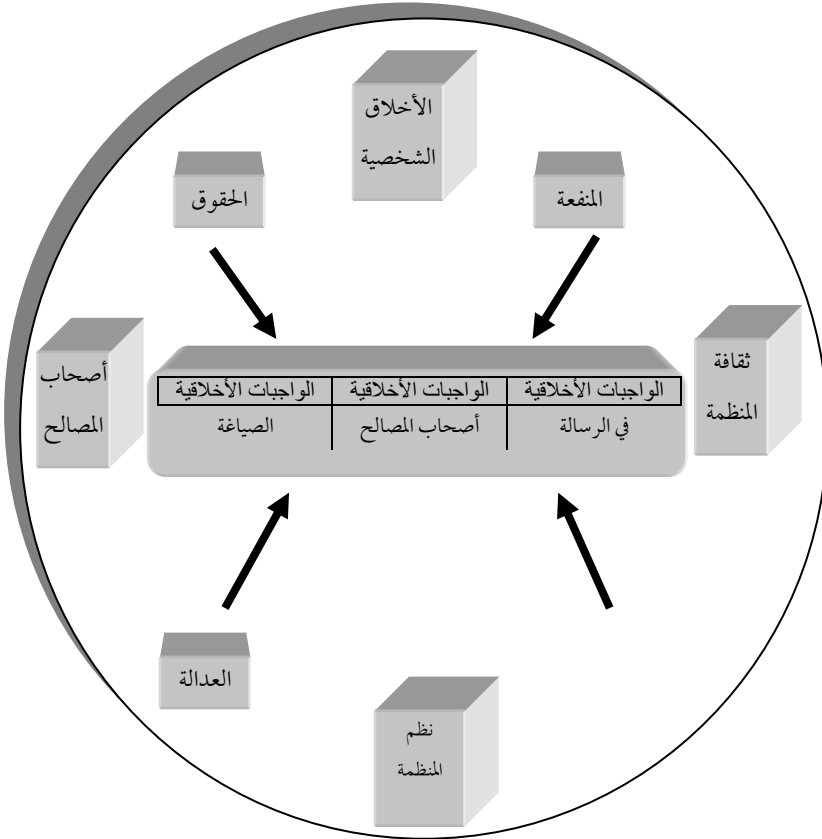 الأخلاق
الشخصية
الحقوق
المنفعة
ثقافة
المنظمة
أصحاب
المصالح
الواجبات الأخلاقية
الواجبات الأخلاقية
الواجبات الأخلاقية
في الرسالة
أصحاب المصالح
الصياغة
العدالة
نظم
المنظمة